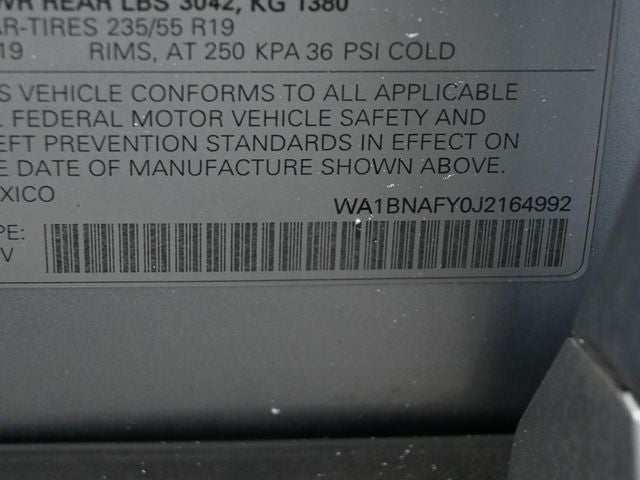 WR REAR LBS 3042, KG 1380
AR-TIRES 235/55 R19
19 RIMS, AT 250 KPA 36 PSI COLD
S VEHICLE CONFORMS TO ALL APPLICABLE
L FEDERAL MOTOR VEHICLE SAFETY AND
EFT PREVENTION STANDARDS IN EFFECT ON
E DATE OF MANUFACTURE SHOWN ABOVE.
EXICO
WA1BNAFY0J2164992
PE:
V